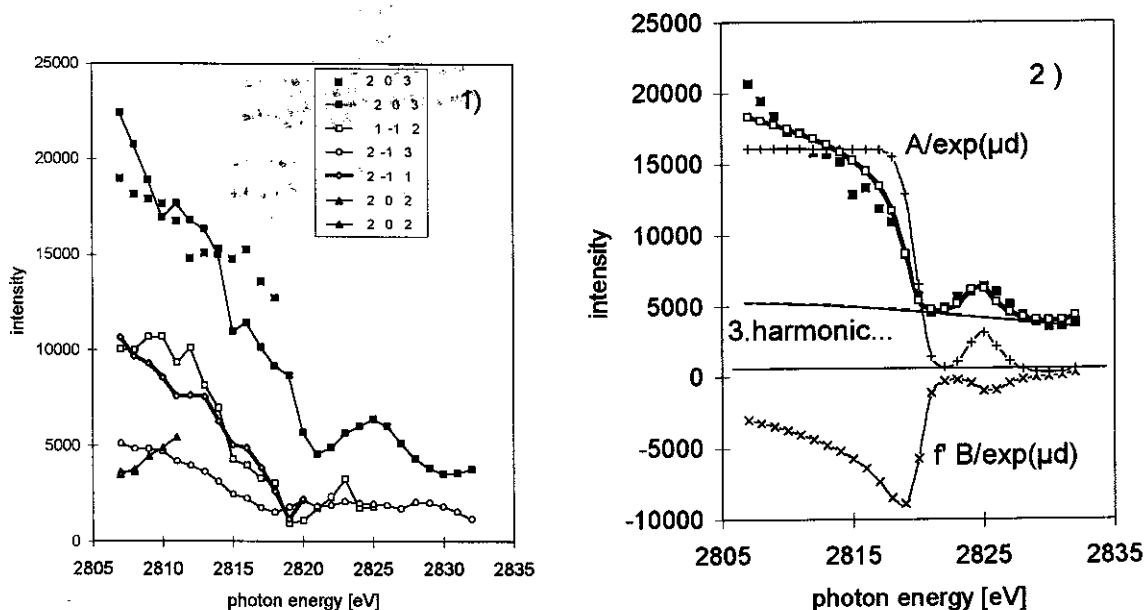 25000
20000
15000
10000
5000
0
intensity
2805 2810 2815 2820 2825 2830 2835
photon energy [eV]
2 0 3
2 0 3
1 -1 2
2 -1 3
2 -1 1
2 0 2
2 0 2
1)
25000
20000
15000
10000
5000
0
-5000
-10000
intensity
2805 2815 2825 2835
photon energy [eV]
2 )
A/exp(μd)
3.harmonic...
f' B/exp(μd)